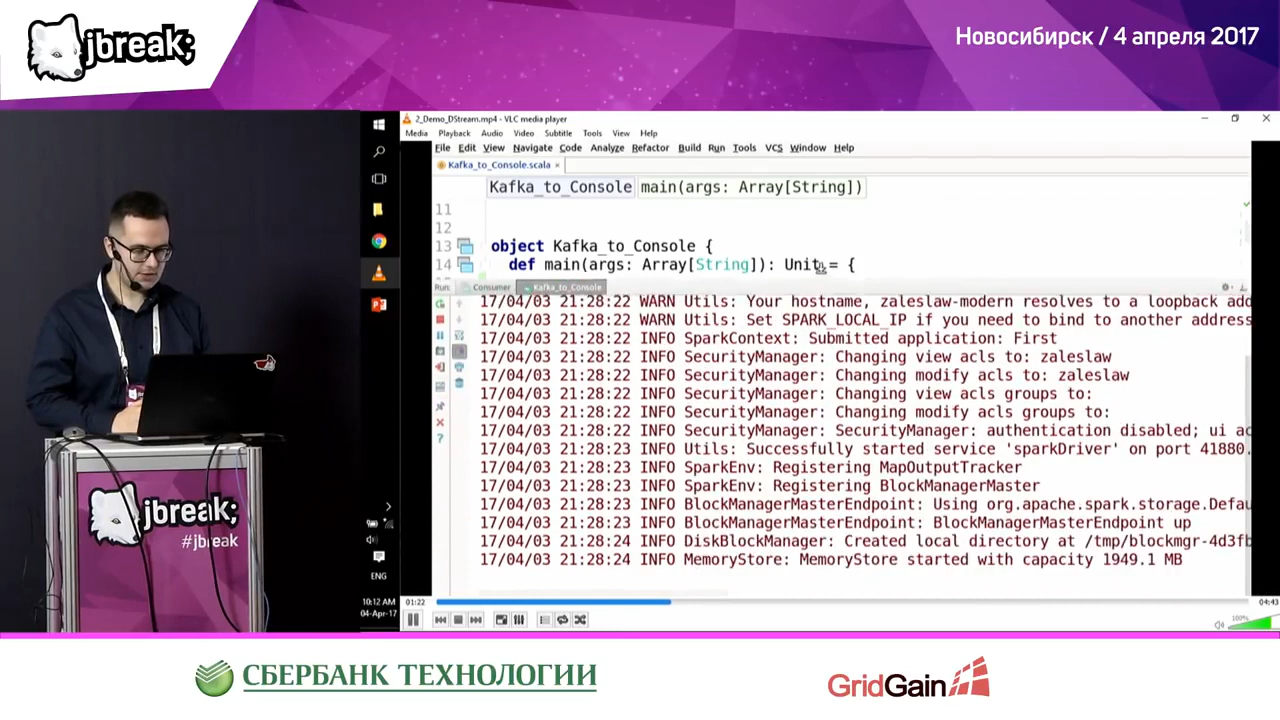 jbreak;
Новосибирск / 4 апреля 2017
2_Demo_DStream.mp4 - VLC media player
Media Playback Audio Video Subtitle Tools View Help
File Edit View Navigate Code Analyze Refactor Build Run Tools VCS Window Help
Kafka_to_Console.scala ×
Kafka_to_Console main(args: Array[String])
11
12
13 object Kafka_to_Console {
14 def main(args: Array[String]): Unit = {
Run: Consumer Kafka_to_Console
17/04/03 21:28:22 WARN Utils: Your hostname, zaleslaw-modern resolves to a loopback add
17/04/03 21:28:22 WARN Utils: Set SPARK_LOCAL_IP if you need to bind to another address
17/04/03 21:28:22 INFO SparkContext: Submitted application: First
17/04/03 21:28:22 INFO SecurityManager: Changing view acls to: zaleslaw
17/04/03 21:28:22 INFO SecurityManager: Changing modify acls to: zaleslaw
17/04/03 21:28:22 INFO SecurityManager: Changing view acls groups to:
17/04/03 21:28:22 INFO SecurityManager: Changing modify acls groups to:
17/04/03 21:28:22 INFO SecurityManager: SecurityManager: authentication disabled; ui ac
17/04/03 21:28:22 INFO Utils: Successfully started service 'sparkDriver' on port 41880.
17/04/03 21:28:23 INFO SparkEnv: Registering MapOutputTracker
17/04/03 21:28:23 INFO SparkEnv: Registering BlockManagerMaster
17/04/03 21:28:23 INFO BlockManagerMasterEndpoint: Using org.apache.spark.storage.Defau
17/04/03 21:28:23 INFO BlockManagerMasterEndpoint: BlockManagerMasterEndpoint up
17/04/03 21:28:24 INFO DiskBlockManager: Created local directory at /tmp/blockmgr-4d3fb
17/04/03 21:28:24 INFO MemoryStore: MemoryStore started with capacity 1949.1 MB
ENG
10:12 AM
04-Apr-17
01:22
04:43
100%
jbreak;
#jbreak
СБЕРБАНК ТЕХНОЛОГИИ
GridGain